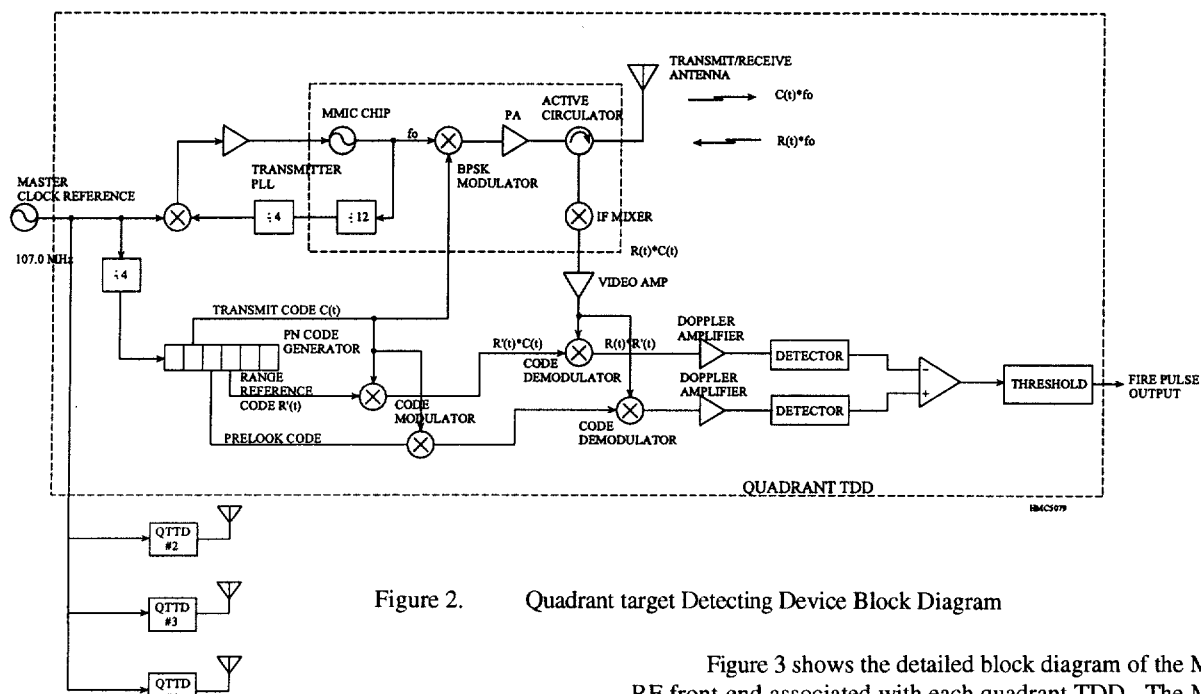 TRANSMIT/RECEIVE
ANTENNA
C(t)*fo
R(t)*fo
MMIC CHIP
fo
PA
ACTIVE
CIRCULATOR
BPSK
MODULATOR
TRANSMITTER
PLL
MASTER
CLOCK REFERENCE
÷4
÷12
IF MIXER
R(t)*C(t)
107.0 MHz
÷4
VIDEO AMP
TRANSMIT CODE C(t)
PN CODE
GENERATOR
RANGE
REFERENCE
CODE R'(t)
CODE
MODULATOR
PRELOOK CODE
R'(t)*C(t)
CODE
DEMODULATOR
R(t)*R'(t)
CODE
DEMODULATOR
DOPPLER
AMPLIFIER
DOPPLER
AMPLIFIER
DETECTOR
DETECTOR
-
+
THRESHOLD
FIRE PULSE
OUTPUT
QUADRANT TDD
HMC5079
QTTD
#2
QTTD
#3
QTTD
Figure 2. Quadrant target Detecting Device Block Diagram
Figure 3 shows the detailed block diagram of the M
RF front-end associated with each quadrant TDD. The M